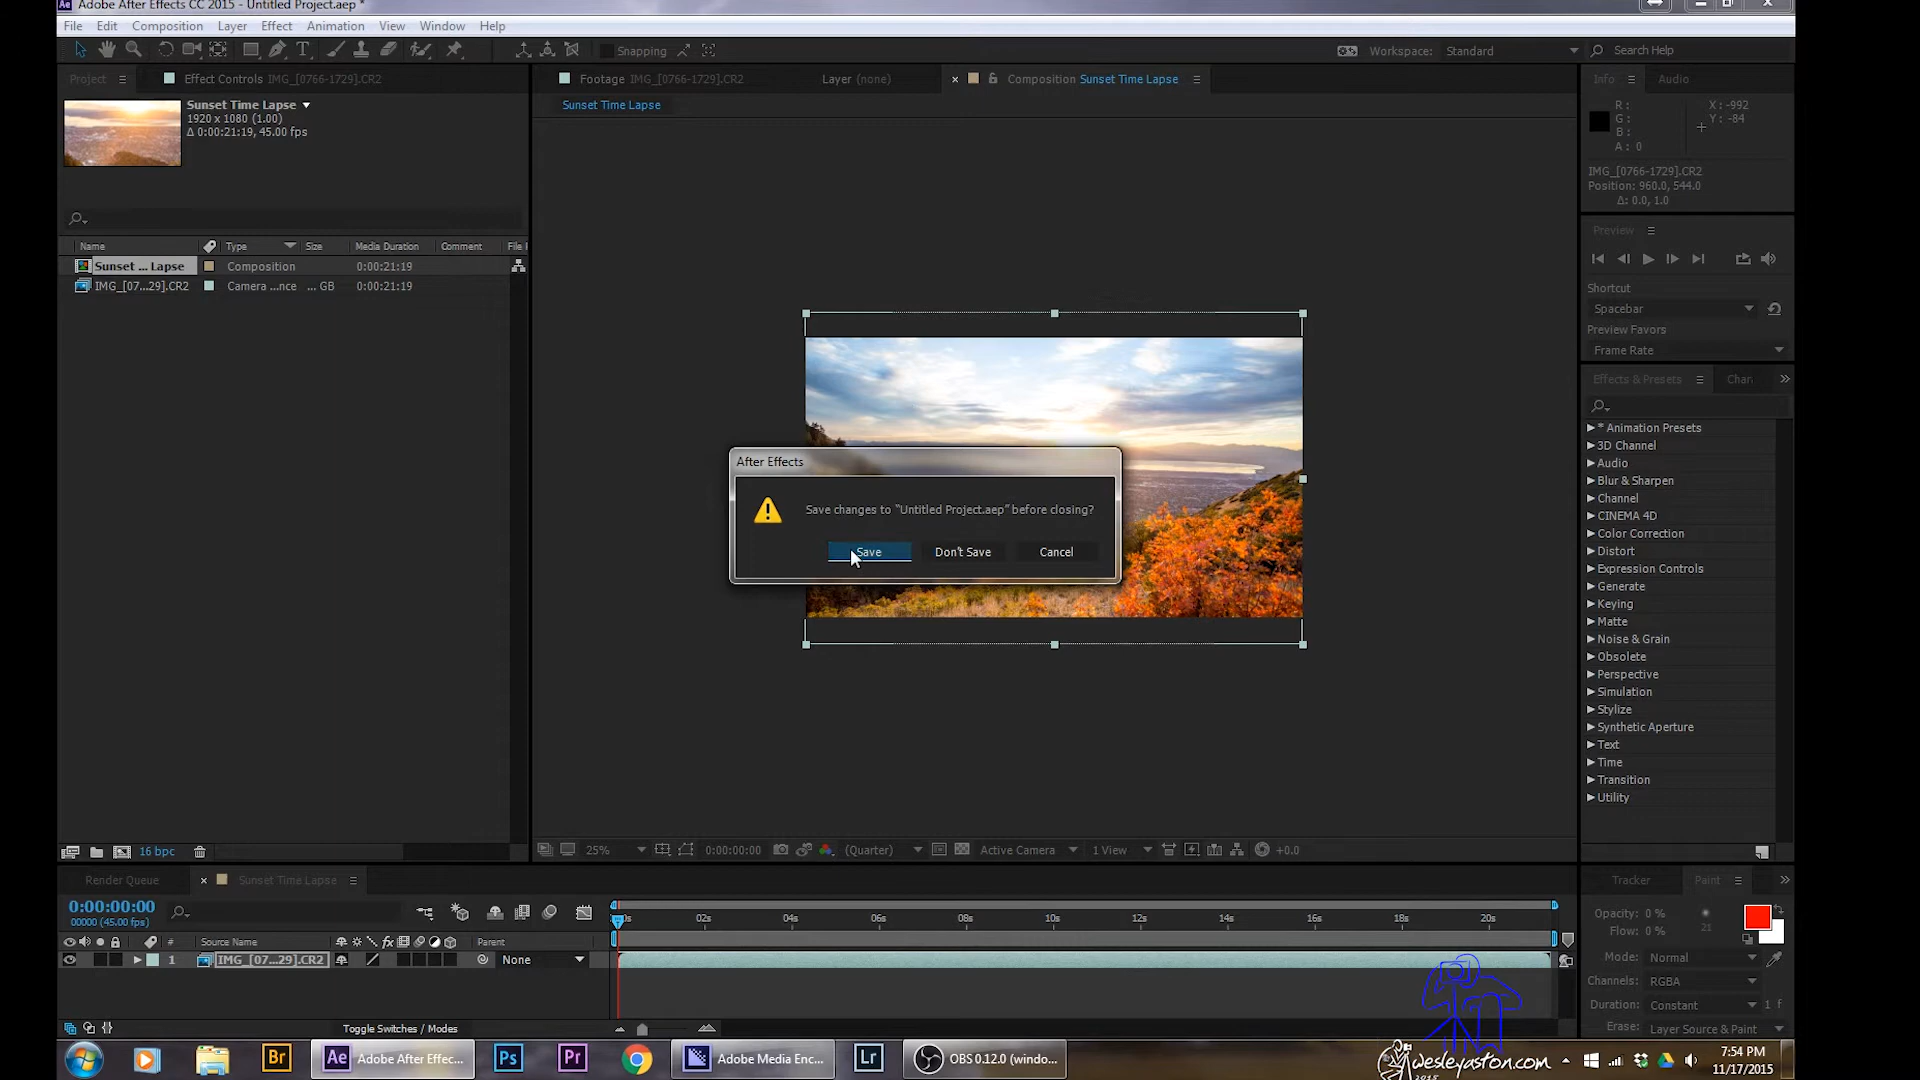 Adobe After Effects CC 2015 - Untitled Project.aep *
File Edit Composition Layer Effect Animation View Window Help
Snapping
Workspace: Standard
Search Help
Project
Effect Controls IMG_[0766-1729].CR2
Footage IMG_[0766-1729].CR2
Layer (none)
Composition Sunset Time Lapse
Info Audio
Sunset Time Lapse
1920 x 1080 (1.00)
Δ 0:00:21:19, 45.00 fps
Sunset Time Lapse
R :
G :
B :
A : 0
X : -992
Y : -84
IMG_[0766-1729].CR2
Position: 960.0, 544.0
Δ: 0.0, 1.0
Preview
Name Type Size Media Duration Comment File
Sunset ... Lapse Composition 0:00:21:19
IMG_[07...29].CR2 Camera ...nce ... GB 0:00:21:19
Shortcut
Spacebar
Preview Favors
Frame Rate
Effects & Presets
* Animation Presets
3D Channel
Audio
Blur & Sharpen
Channel
CINEMA 4D
Color Correction
Distort
Expression Controls
Generate
Keying
Matte
Noise & Grain
Obsolete
Perspective
Simulation
Stylize
Synthetic Aperture
Text
Time
Transition
Utility
After Effects
Save changes to "Untitled Project.aep" before closing?
Save Don't Save Cancel
16 bpc
25% 0:00:00:00 (Quarter) Active Camera 1 View +0.0
Render Queue
Sunset Time Lapse
Tracker Paint
0:00:00:00
00000 (45.00 fps)
02s 04s 06s 08s 10s 12s 14s 16s 18s 20s
# Source Name Parent
1 IMG_[07...29].CR2 None
Opacity: 0 %
Flow: 0 %
21
Mode: Normal
Channels: RGBA
Duration: Constant 1 f
Erase: Layer Source & Paint
Toggle Switches / Modes
Br
Ae Adobe After Effec...
Ps
Pr
Adobe Media Enc...
Lr
OBS 0.12.0 (windo...
wesleyaston.com
2015
7:54 PM
11/17/2015